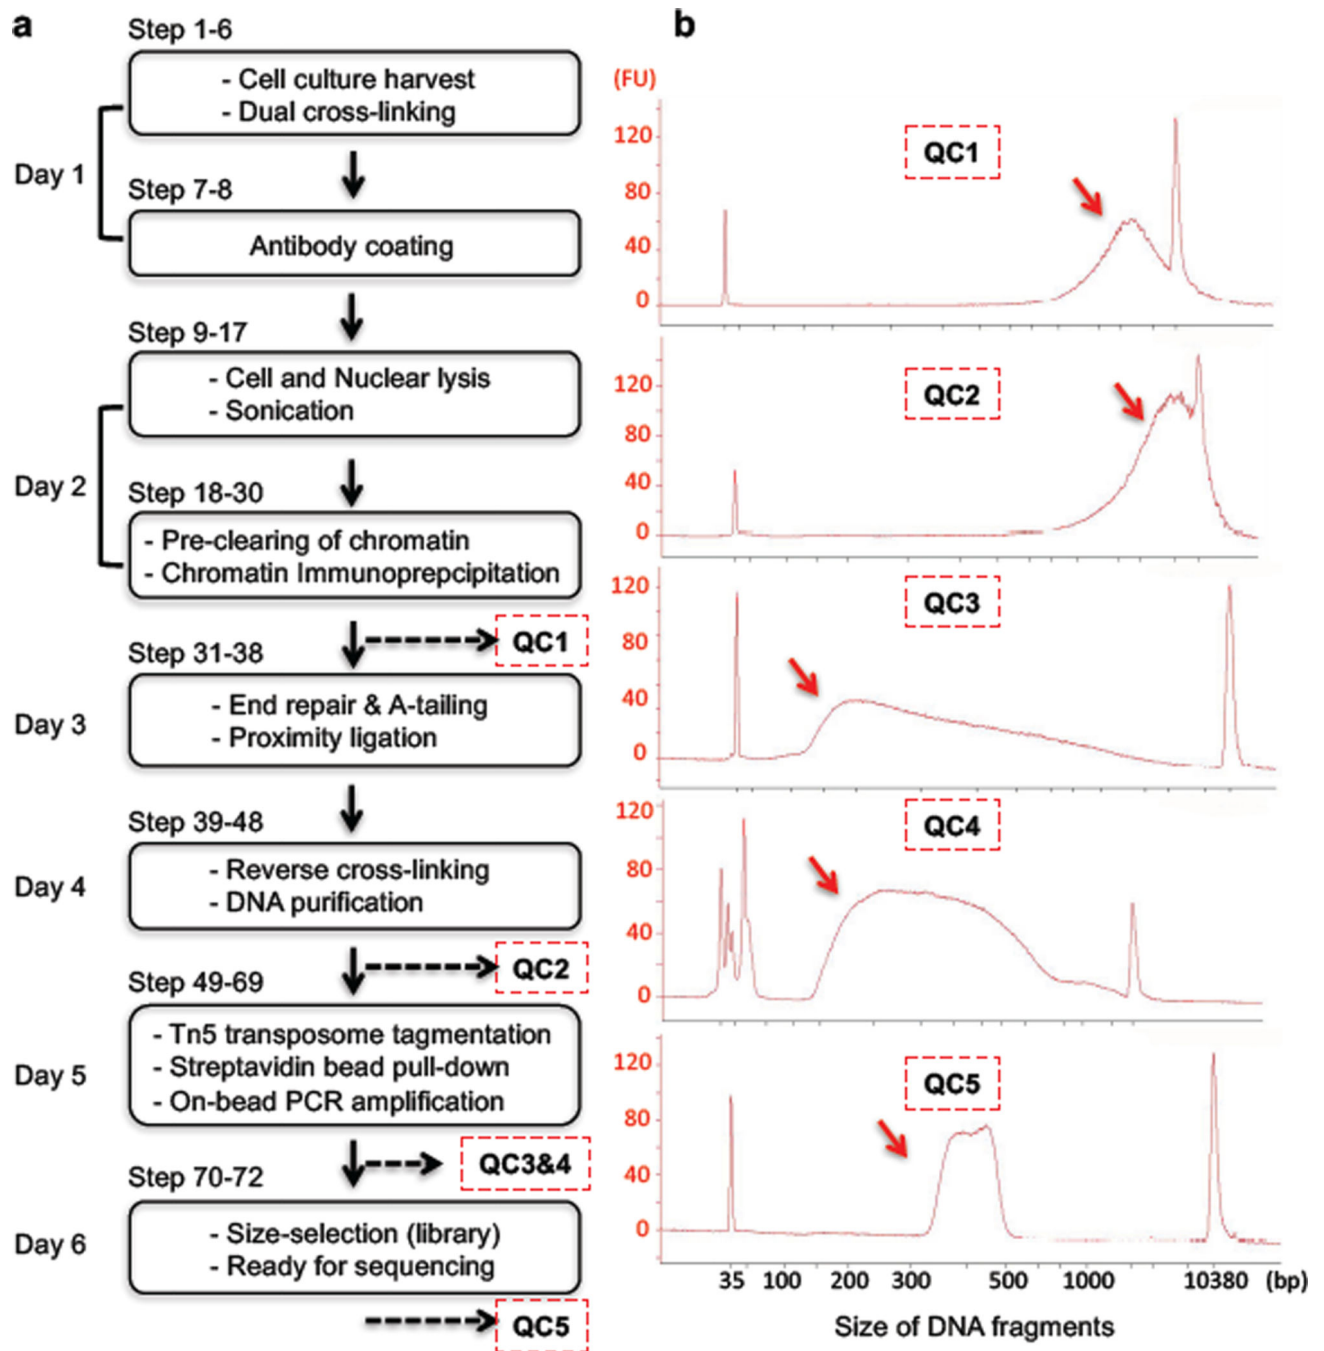 a
Step 1-6
- Cell culture harvest
- Dual cross-linking
Day 1
Step 7-8
Antibody coating
Step 9-17
- Cell and Nuclear lysis
- Sonication
Day 2
Step 18-30
- Pre-clearing of chromatin
- Chromatin Immunoprepcipitation
QC1
Step 31-38
- End repair & A-tailing
- Proximity ligation
Day 3
Step 39-48
- Reverse cross-linking
- DNA purification
Day 4
QC2
Step 49-69
- Tn5 transposome tagmentation
- Streptavidin bead pull-down
- On-bead PCR amplification
Day 5
QC3&4
Step 70-72
- Size-selection (library)
- Ready for sequencing
Day 6
QC5
b
(FU)
120
80
40
0
QC1
120
80
40
0
QC2
120
80
40
0
QC3
120
80
40
0
QC4
120
80
40
0
QC5
35 100 200 300 500 1000 10380 (bp)
Size of DNA fragments